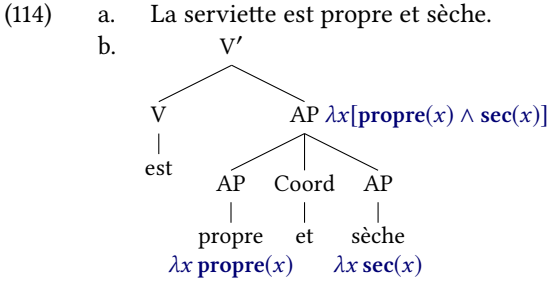 (114) a. La serviette est propre et sèche.
b. V′
V AP λx[propre(x) ∧ sec(x)]
est
AP Coord AP
propre et sèche
λx propre(x) λx sec(x)